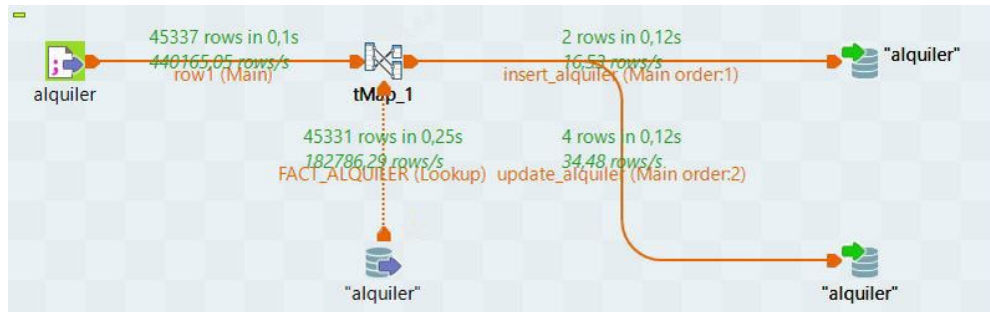 45337 rows in 0,1s
440165,05 rows/s
row1 (Main)
alquiler
tMap_1
2 rows in 0,12s
16,53 rows/s
insert_alquiler (Main order:1)
"alquiler"
45331 rows in 0,25s
182786,29 rows/s
FACT_ALQUILER (Lookup)
4 rows in 0,12s
34,48 rows/s
update_alquiler (Main order:2)
"alquiler"
"alquiler"